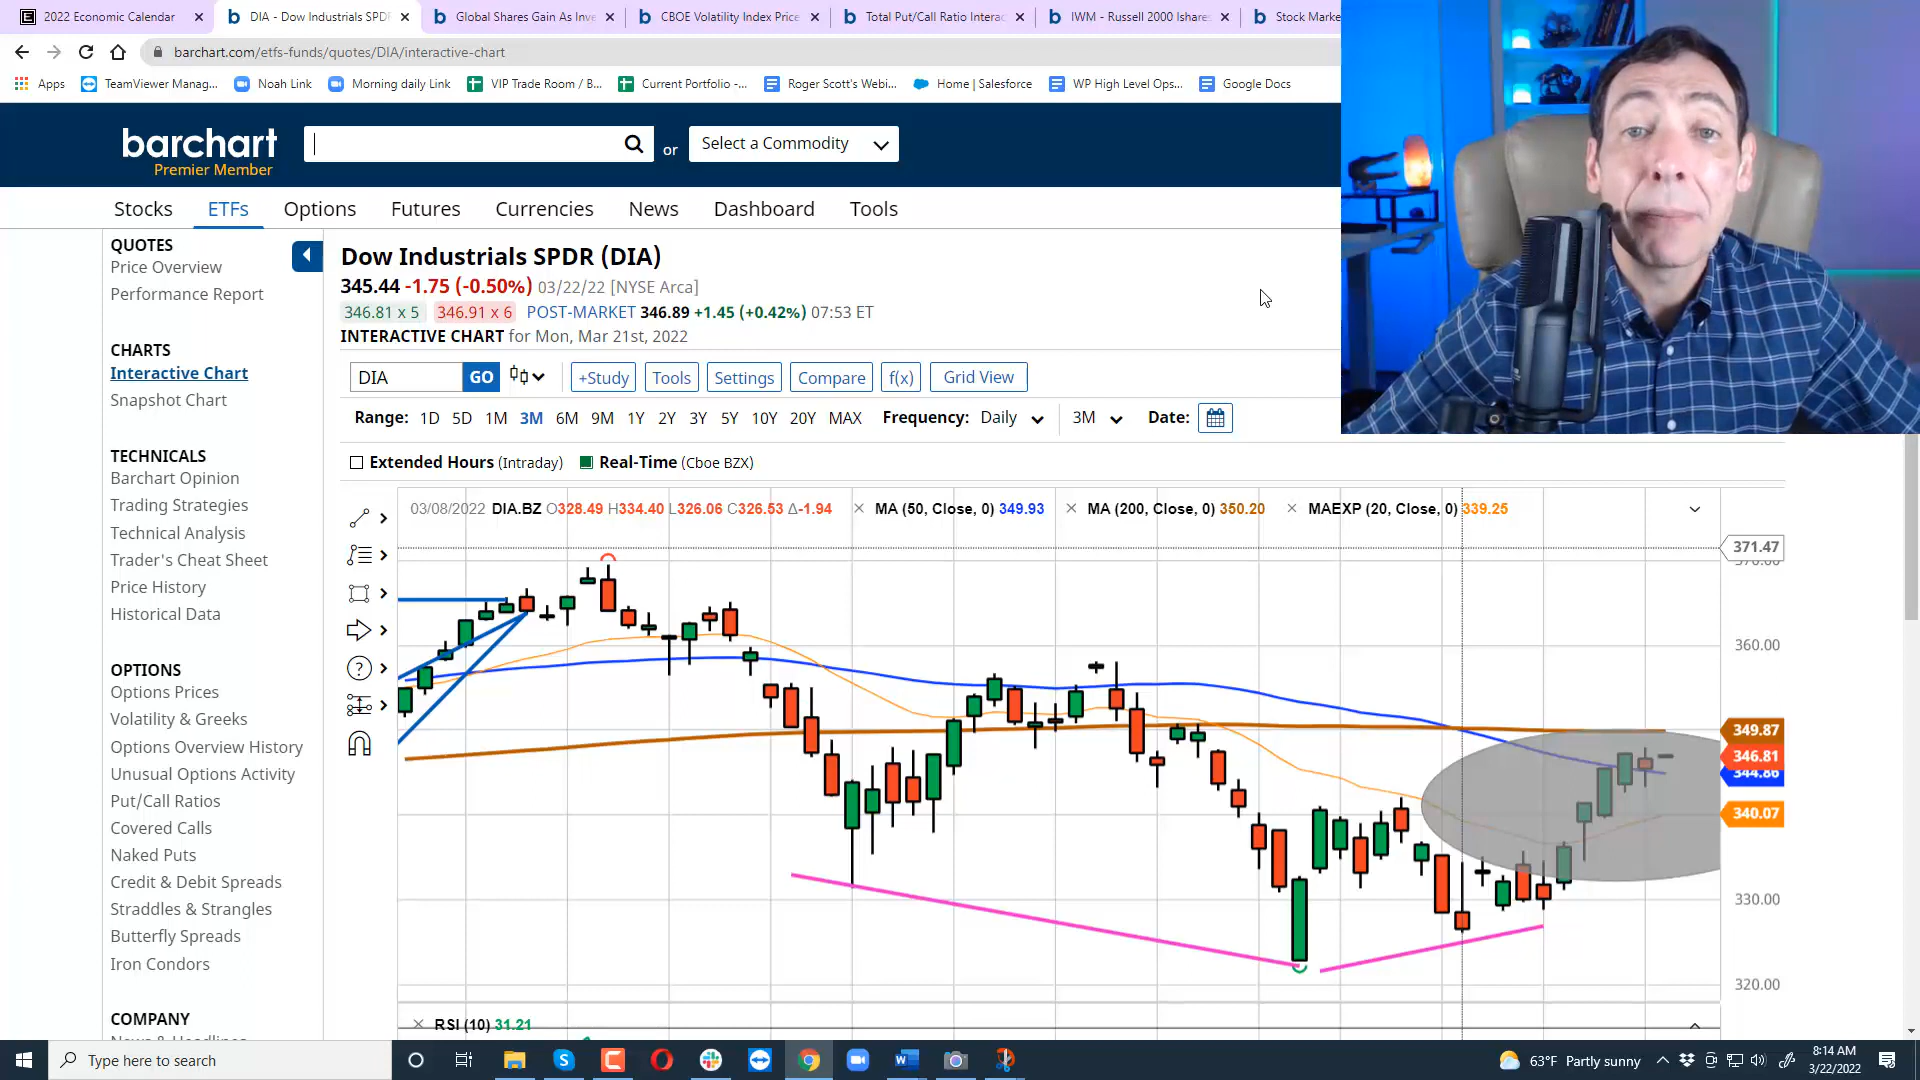 2022 Economic Calendar
DIA - Dow Industrials SPDR
Global Shares Gain As Inve
CBOE Volatility Index Price
Total Put/Call Ratio Interac
IWM - Russell 2000 Ishares
Stock Marke
barchart.com/etfs-funds/quotes/DIA/interactive-chart
Apps
TeamViewer Manag...
Noah Link
Morning daily Link
VIP Trade Room / B...
Current Portfolio -...
Roger Scott's Webi...
Home | Salesforce
WP High Level Ops...
Google Docs
barchart
Premier Member
or
Select a Commodity
Stocks ETFs Options Futures Currencies News Dashboard Tools
QUOTES
Price Overview
Performance Report
CHARTS
Interactive Chart
Snapshot Chart
TECHNICALS
Barchart Opinion
Trading Strategies
Technical Analysis
Trader's Cheat Sheet
Price History
Historical Data
OPTIONS
Options Prices
Volatility & Greeks
Options Overview History
Unusual Options Activity
Put/Call Ratios
Covered Calls
Naked Puts
Credit & Debit Spreads
Straddles & Strangles
Butterfly Spreads
Iron Condors
COMPANY
Dow Industrials SPDR (DIA)
345.44 -1.75 (-0.50%) 03/22/22 [NYSE Arca]
346.81 x 5 346.91 x 6 POST-MARKET 346.89 +1.45 (+0.42%) 07:53 ET
INTERACTIVE CHART for Mon, Mar 21st, 2022
DIA GO +Study Tools Settings Compare f(x) Grid View
Range: 1D 5D 1M 3M 6M 9M 1Y 2Y 3Y 5Y 10Y 20Y MAX Frequency: Daily 3M Date:
Extended Hours (Intraday) Real-Time (Cboe BZX)
03/08/2022 DIA.BZ O328.49 H334.40 L326.06 C326.53 Δ-1.94 MA (50, Close, 0) 349.93 MA (200, Close, 0) 350.20 MAEXP (20, Close, 0) 339.25
371.47
370.00
360.00
349.87
346.81
344.86
340.07
330.00
320.00
RSI (10) 31.21
Type here to search
63°F Partly sunny
8:14 AM
3/22/2022